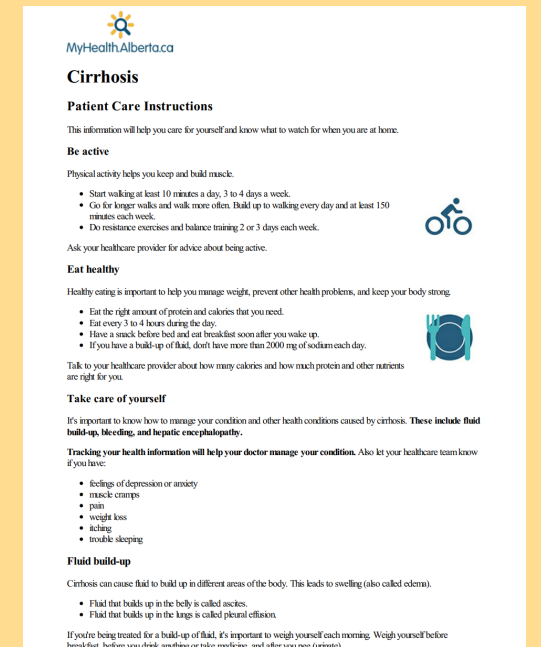 MyHealth.Alberta.ca
Cirrhosis
Patient Care Instructions
This information will help you care for yourself and know what to watch for when you are at home.
Be active
Physical activity helps you keep and build muscle.
• Start walking at least 10 minutes a day, 3 to 4 days a week.
• Go for longer walks and walk more often. Build up to walking every day and at least 150
minutes each week.
• Do resistance exercises and balance training 2 or 3 days each week.
Ask your healthcare provider for advice about being active.
Eat healthy
Healthy eating is important to help you manage weight, prevent other health problems, and keep your body strong.
• Eat the right amount of protein and calories that you need.
• Eat every 3 to 4 hours during the day.
• Have a snack before bed and eat breakfast soon after you wake up.
• If you have a build-up of fluid, don't have more than 2000 mg of sodium each day.
Talk to your healthcare provider about how many calories and how much protein and other nutrients
are right for you.
Take care of yourself
It's important to know how to manage your condition and other health conditions caused by cirrhosis. These include fluid
build-up, bleeding, and hepatic encephalopathy.
Tracking your health information will help your doctor manage your condition. Also let your healthcare team know
if you have:
• feelings of depression or anxiety
• muscle cramps
• pain
• weight loss
• itching
• trouble sleeping
Fluid build-up
Cirrhosis can cause fluid to build up in different areas of the body. This leads to swelling (also called edema).
• Fluid that builds up in the belly is called ascites.
• Fluid that builds up in the lungs is called pleural effusion.
If you're being treated for a build-up of fluid, it's important to weigh yourself each morning. Weigh yourself before
breakfast, before you drink anything or take medicine, and after you pee (urinate).